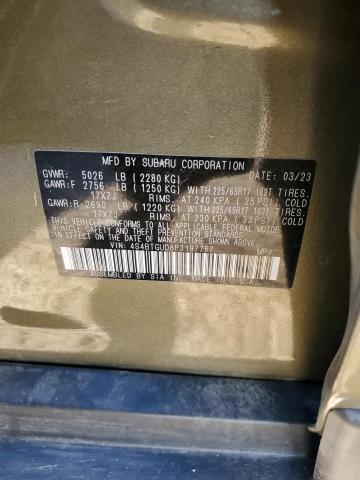 MFD BY SUBARU CORPORATION
GVWR: 5026 LB (2280 KG) DATE: 03/23
GAWR:F 2756 LB (1250 KG) WITH 225/65R17 102T TIRES.
17X7J RIMS, AT 240 KPA ( 35 PSI) COLD
GAWR:R 2690 LB (1220 KG) WITH 225/65R17 102T TIRES.
17X7J RIMS, AT 230 KPA ( 33 PSI) COLD
THIS VEHICLE CONFORMS TO ALL APPLICABLE FEDERAL MOTOR
VEHICLE SAFETY AND THEFT PREVENTION STANDARDS
IN EFFECT ON THE DATE OF MANUFACTURE SHOWN ABOVE.
VIN: 4S4BTGUD8P3197767 MPV
ASSEMBLED BY SIA INC. MADE IN U.S.A.